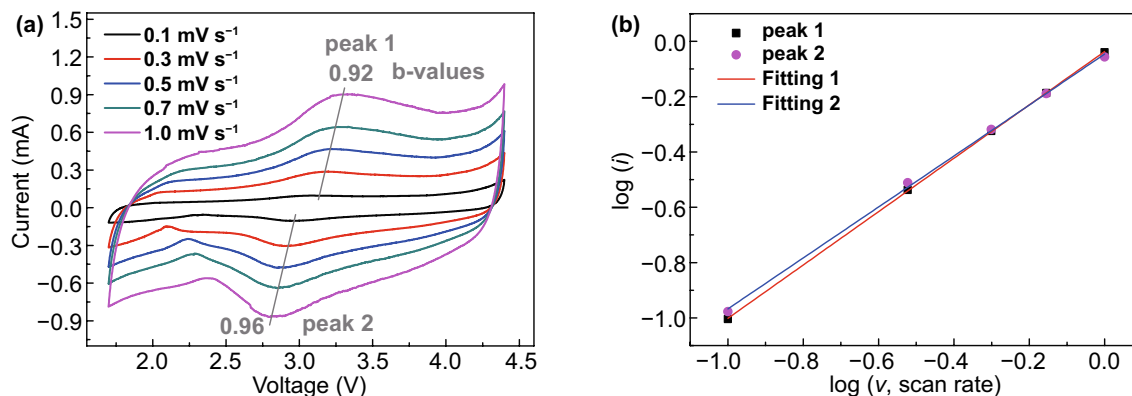 (a)
1.5
1.2
0.9
0.6
0.3
0.0
−0.3
−0.6
−0.9
Current (mA)
0.1 mV s⁻¹
0.3 mV s⁻¹
0.5 mV s⁻¹
0.7 mV s⁻¹
1.0 mV s⁻¹
peak 1
0.92 b-values
0.96 peak 2
2.0 2.5 3.0 3.5 4.0 4.5
Voltage (V)
(b)
0.0
−0.2
−0.4
−0.6
−0.8
−1.0
log (i)
peak 1
peak 2
Fitting 1
Fitting 2
−1.0 −0.8 −0.6 −0.4 −0.2 0.0
log (v, scan rate)